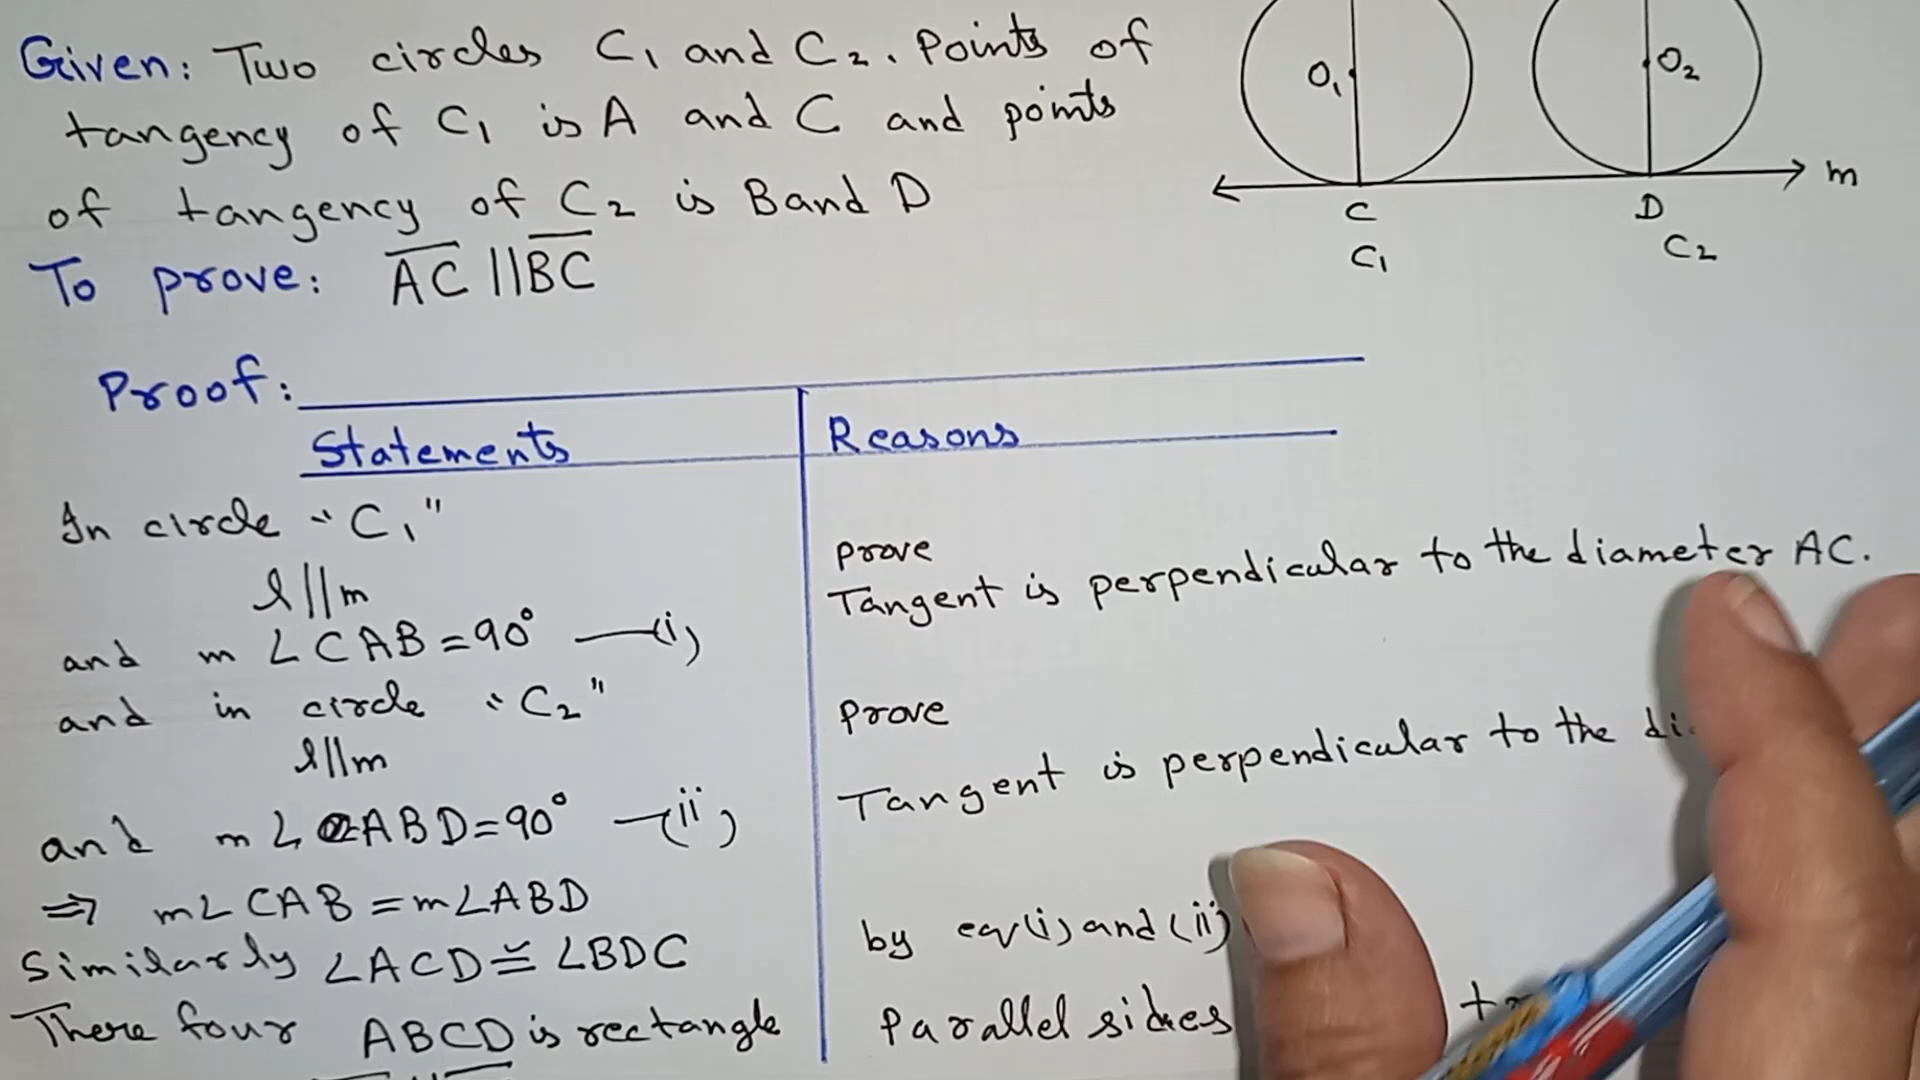 Given: Two circles C₁ and C₂. Points of
tangency of C₁ is A and C and points
of tangency of C₂ is B and D
To prove: AC || BC
O₁
O₂
m
C
D
C₁
C₂
Proof:
Statements
Reasons
In circle "C₁"
l||m
prove
and m∠CAB=90° —(i)
Tangent is perpendicular to the diameter AC.
and in circle "C₂"
l||m
prove
and m∠ABD=90° —(ii)
Tangent is perpendicular to the
⇒ m∠CAB = m∠ABD
by eq(i) and (ii)
Similarly ∠ACD ≅ ∠BDC
There four ABCD is rectangle
Parallel sides